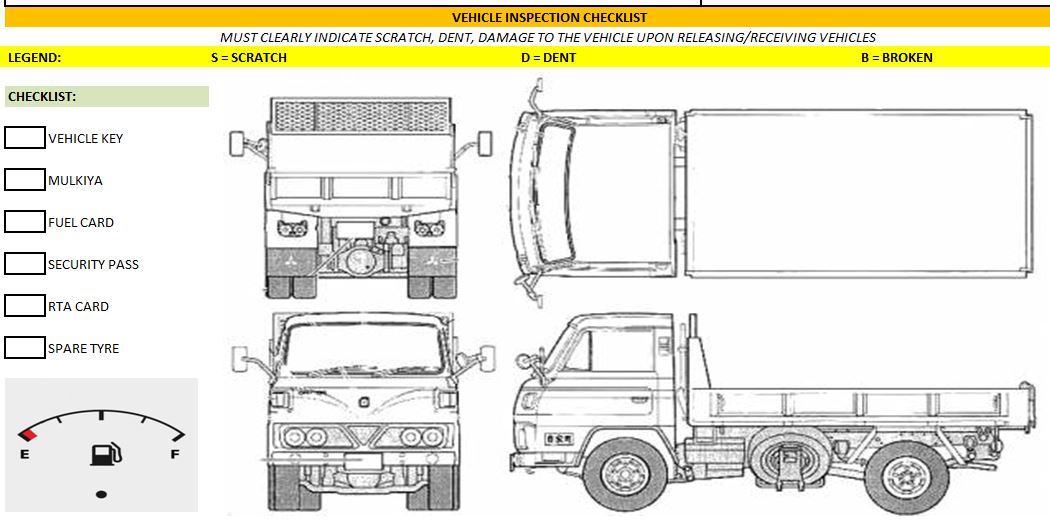 VEHICLE INSPECTION CHECKLIST
MUST CLEARLY INDICATE SCRATCH, DENT, DAMAGE TO THE VEHICLE UPON RELEASING/RECEIVING VEHICLES
LEGEND: S = SCRATCH D = DENT B = BROKEN
CHECKLIST:
VEHICLE KEY
MULKIYA
FUEL CARD
SECURITY PASS
RTA CARD
SPARE TYRE
E F